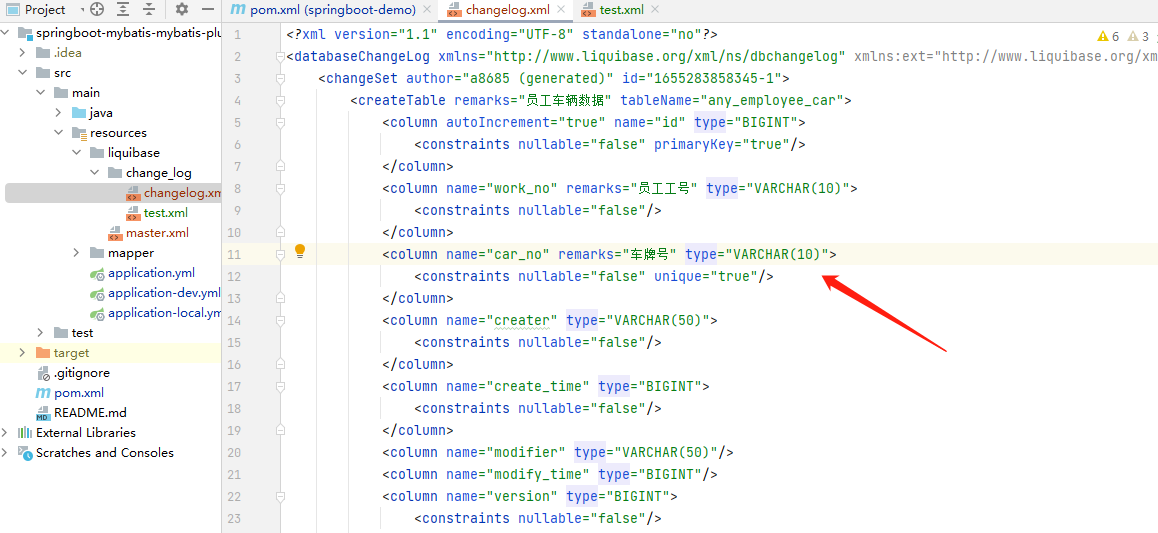 Project
pom.xml (springboot-demo)
changelog.xml
test.xml
springboot-mybatis-mybatis-plu
.idea
src
main
java
resources
liquibase
change_log
changelog.xm
test.xml
master.xml
mapper
application.yml
application-dev.yml
application-local.ym
test
target
.gitignore
pom.xml
README.md
External Libraries
Scratches and Consoles
6
3
1 <?xml version="1.1" encoding="UTF-8" standalone="no"?>
2 <databaseChangeLog xmlns="http://www.liquibase.org/xml/ns/dbchangelog" xmlns:ext="http://www.liquibase.org/xm
3 <changeSet author="a8685 (generated)" id="1655283858345-1">
4 <createTable remarks="员工车辆数据" tableName="any_employee_car">
5 <column autoIncrement="true" name="id" type="BIGINT">
6 <constraints nullable="false" primaryKey="true"/>
7 </column>
8 <column name="work_no" remarks="员工工号" type="VARCHAR(10)">
9 <constraints nullable="false"/>
10 </column>
11 <column name="car_no" remarks="车牌号" type="VARCHAR(10)">
12 <constraints nullable="false" unique="true"/>
13 </column>
14 <column name="creater" type="VARCHAR(50)">
15 <constraints nullable="false"/>
16 </column>
17 <column name="create_time" type="BIGINT">
18 <constraints nullable="false"/>
19 </column>
20 <column name="modifier" type="VARCHAR(50)"/>
21 <column name="modify_time" type="BIGINT"/>
22 <column name="version" type="BIGINT">
23 <constraints nullable="false"/>